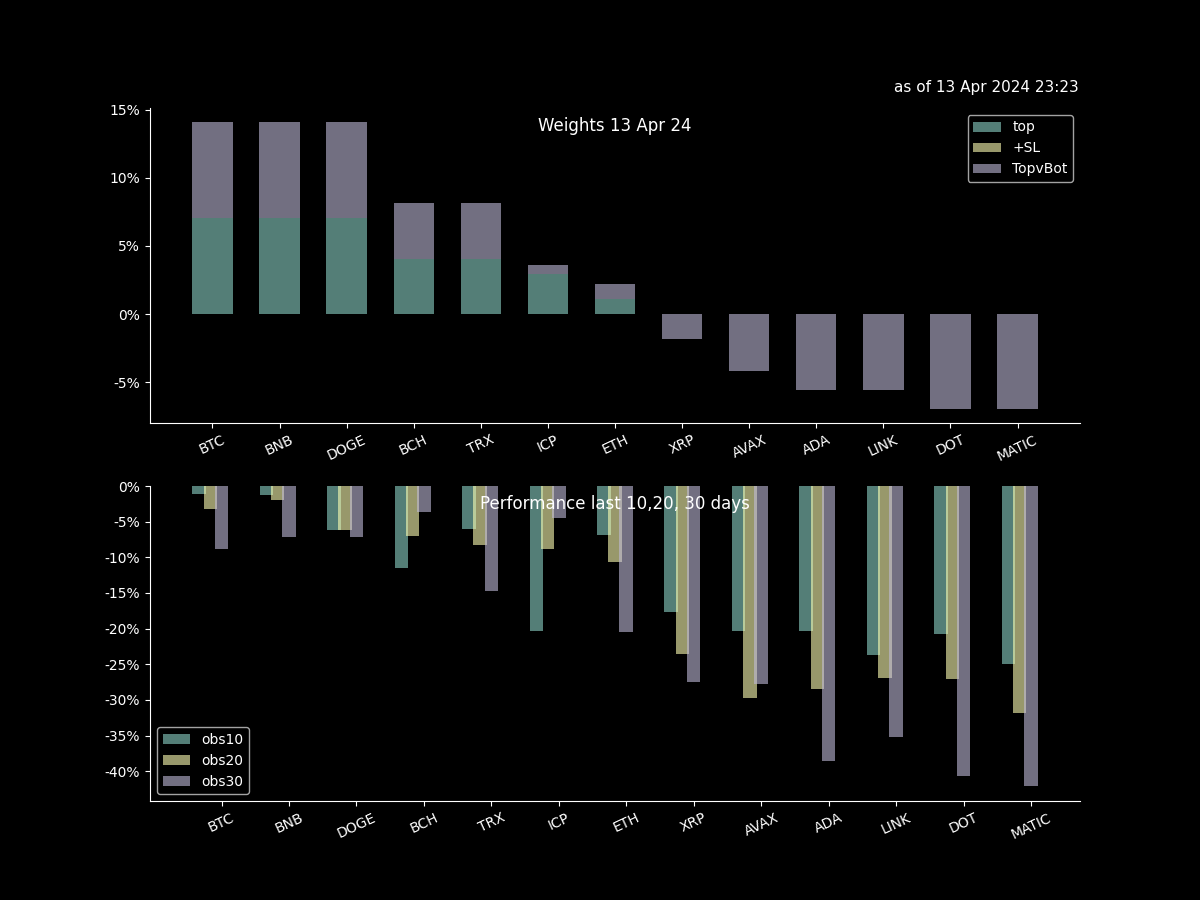 as of 13 Apr 2024 23:23
Weights 13 Apr 24
top
+SL
TopvBot
15%
10%
5%
0%
-5%
BTC BNB DOGE BCH TRX ICP ETH XRP AVAX ADA LINK DOT MATIC
Performance last 10,20, 30 days
0%
-5%
-10%
-15%
-20%
-25%
-30%
-35%
-40%
obs10
obs20
obs30
BTC BNB DOGE BCH TRX ICP ETH XRP AVAX ADA LINK DOT MATIC